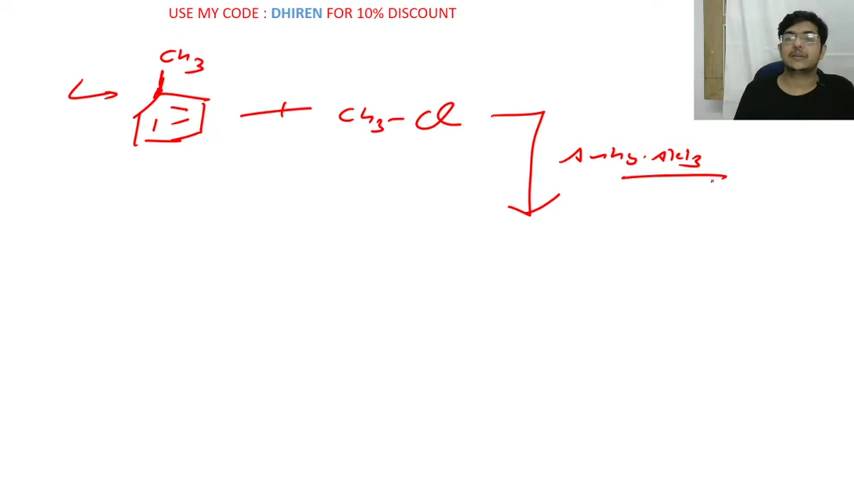 USE MY CODE : DHIREN FOR 10% DISCOUNT
CH3
+ CH3-Cl
Anhy. AlCl3